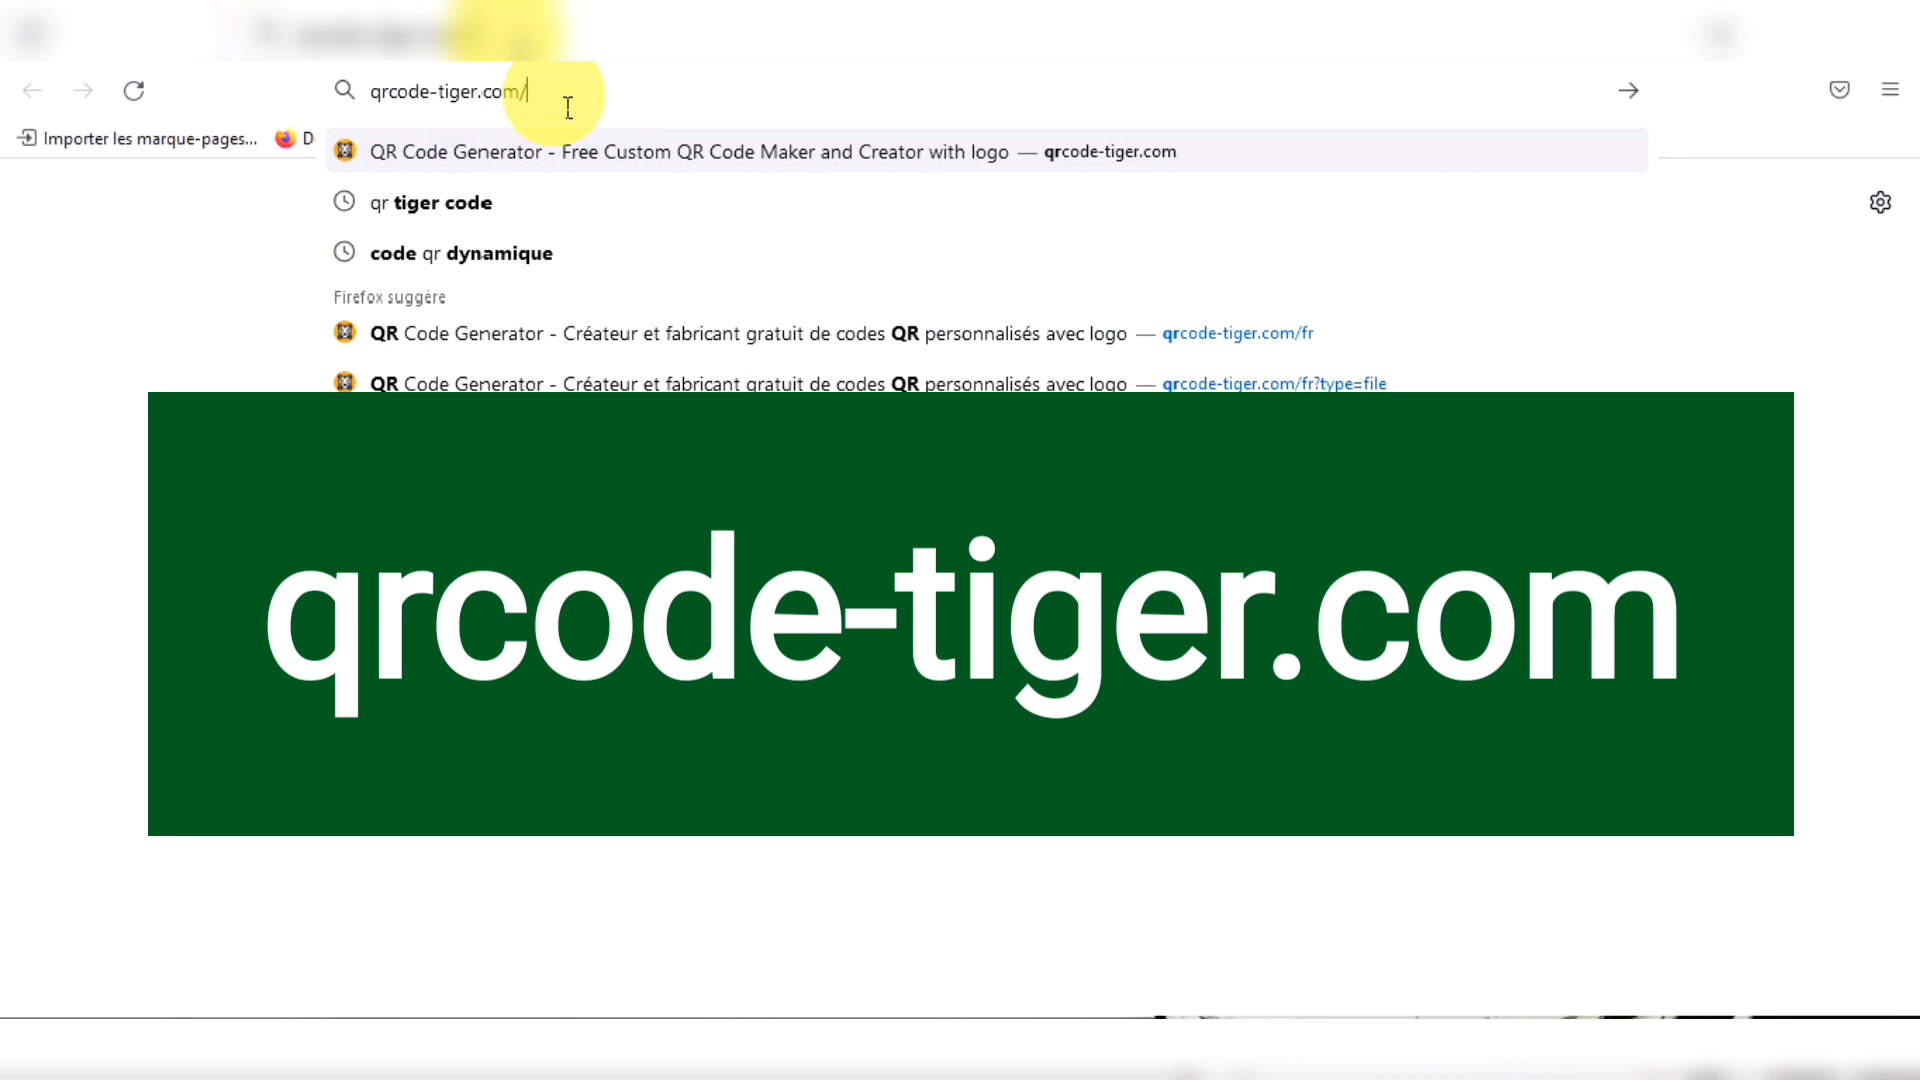 qrcode-tiger.com/
Importer les marque-pages...
D
QR Code Generator - Free Custom QR Code Maker and Creator with logo — qrcode-tiger.com
qr tiger code
code qr dynamique
Firefox suggère
QR Code Generator - Créateur et fabricant gratuit de codes QR personnalisés avec logo — qrcode-tiger.com/fr
QR Code Generator - Créateur et fabricant gratuit de codes QR personnalisés avec logo — qrcode-tiger.com/fr?type=file
qrcode-tiger.com